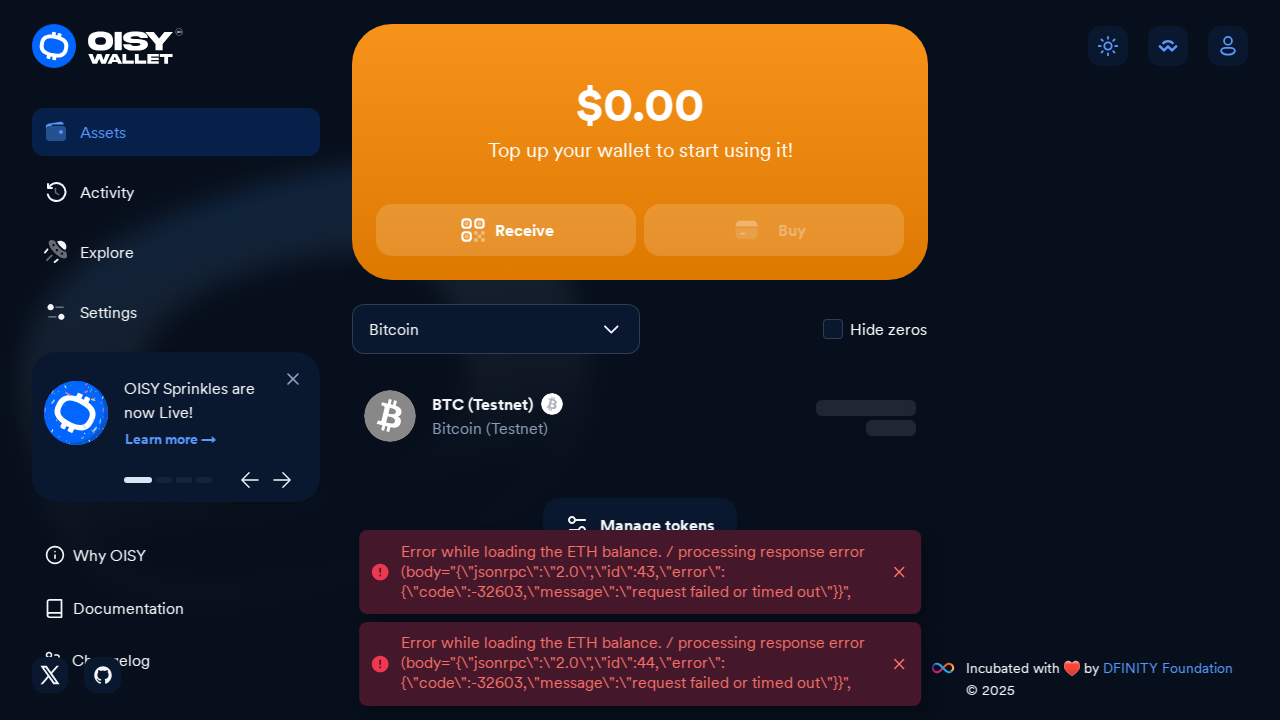 OISY
WALLET
Assets
Activity
Explore
Settings
OISY Sprinkles are
now Live!
Learn more →
Why OISY
Documentation
Changelog
$0.00
Top up your wallet to start using it!
Receive
Buy
Bitcoin
Hide zeros
BTC (Testnet)
Bitcoin (Testnet)
Manage tokens
Error while loading the ETH balance. / processing response error
(body="{\"jsonrpc\":\"2.0\",\"id\":43,\"error\":
{\"code\":-32603,\"message\":\"request failed or timed out\"}}",
Error while loading the ETH balance. / processing response error
(body="{\"jsonrpc\":\"2.0\",\"id\":44,\"error\":
{\"code\":-32603,\"message\":\"request failed or timed out\"}}",
Incubated with ❤️ by DFINITY Foundation
© 2025